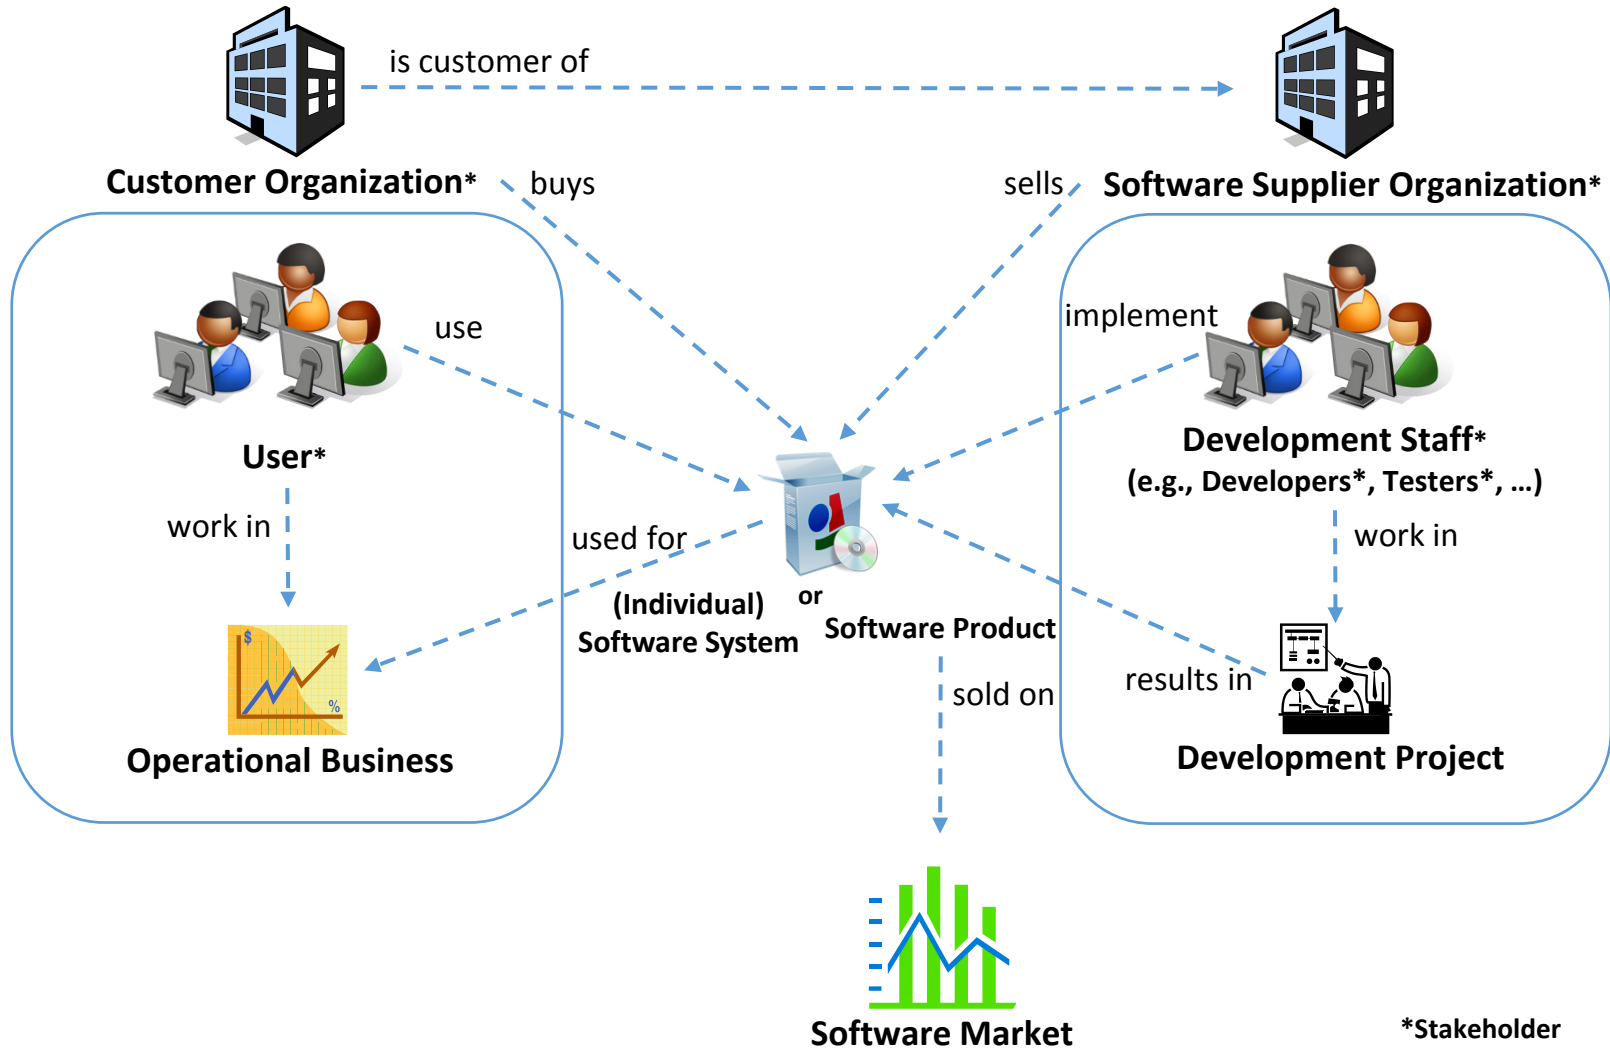 is customer of
Customer Organization*
buys
sells
Software Supplier Organization*
use
implement
User*
Development Staff*
(e.g., Developers*, Testers*, …)
work in
used for
work in
(Individual)
Software System
or
Software Product
$
%
sold on
results in
Operational Business
Development Project
Software Market
*Stakeholder